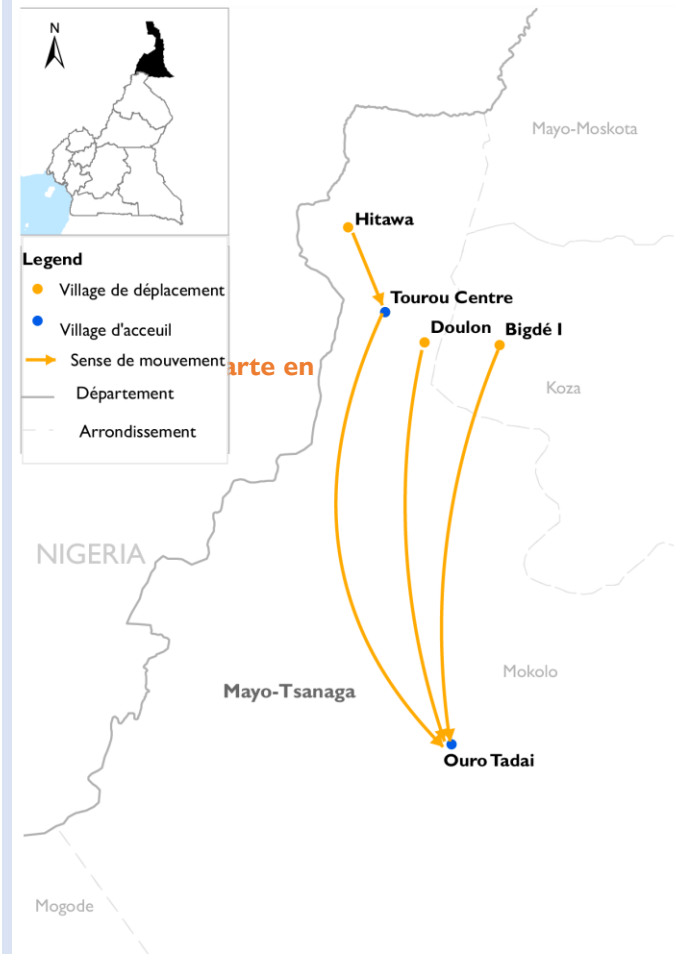 N
Mayo-Moskota
Hitawa
Legend
Village de déplacement
Tourou Centre
Village d'acceuil
Doulon
Bigdé I
Sense de mouvement
arte en
Département
Koza
Arrondissement
NIGERIA
Mokolo
Mayo-Tsanaga
Ouro Tadai
Mogode